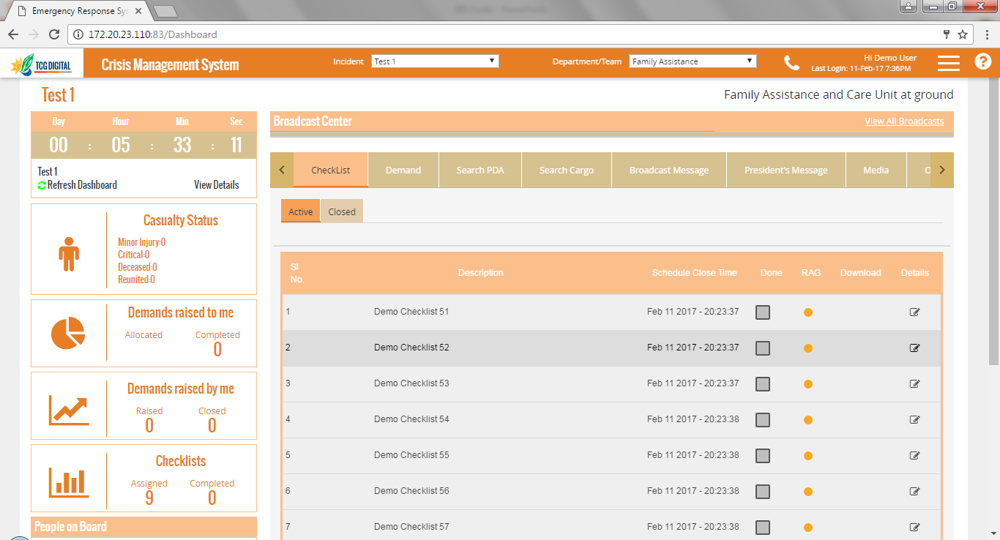 Emergency Response Sys
172.20.23.110:83/Dashboard
TCG DIGITAL
Crisis Management System
Incident
Test 1
Department/Team
Family Assistance
Hi Demo User
Last Login: 11-Feb-17 7:36PM
Test 1
Family Assistance and Care Unit at ground
Day Hour Min Sec
00 : 05 : 33 : 11
Test 1
Refresh Dashboard View Details
Casualty Status
Minor Injury:0
Critical:0
Deceased:0
Reunited:0
Demands raised to me
Allocated Completed
0
Demands raised by me
Raised Closed
0 0
Checklists
Assigned Completed
9 0
People on Board
Broadcast Center View All Broadcasts
CheckList Demand Search PDA Search Cargo Broadcast Message President's Message Media O
Active Closed
Sl No. Description Schedule Close Time Done RAG Download Details
1 Demo Checklist 51 Feb 11 2017 - 20:23:37
2 Demo Checklist 52 Feb 11 2017 - 20:23:37
3 Demo Checklist 53 Feb 11 2017 - 20:23:37
4 Demo Checklist 54 Feb 11 2017 - 20:23:38
5 Demo Checklist 55 Feb 11 2017 - 20:23:38
6 Demo Checklist 56 Feb 11 2017 - 20:23:38
7 Demo Checklist 57 Feb 11 2017 - 20:23:38